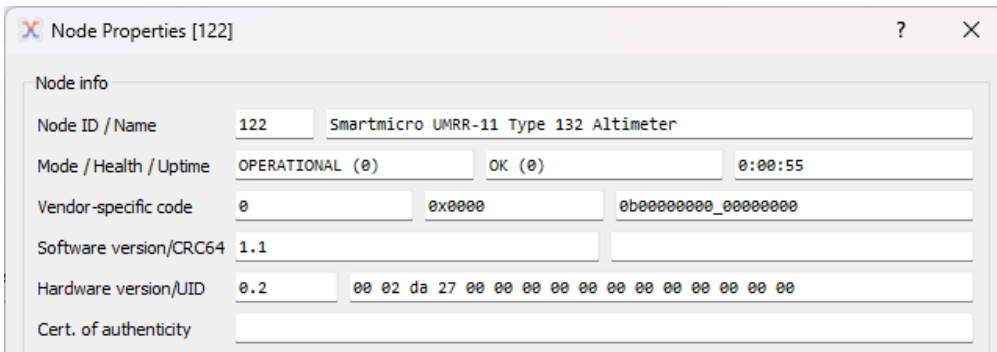 Node Properties [122] ?
Node info
Node ID / Name 122 Smartmicro UMRR-11 Type 132 Altimeter
Mode / Health / Uptime OPERATIONAL (0) OK (0) 0:00:55
Vendor-specific code 0 0x0000 0b00000000_00000000
Software version/CRC64 1.1
Hardware version/UID 0.2 00 02 da 27 00 00 00 00 00 00 00 00 00 00 00 00
Cert. of authenticity